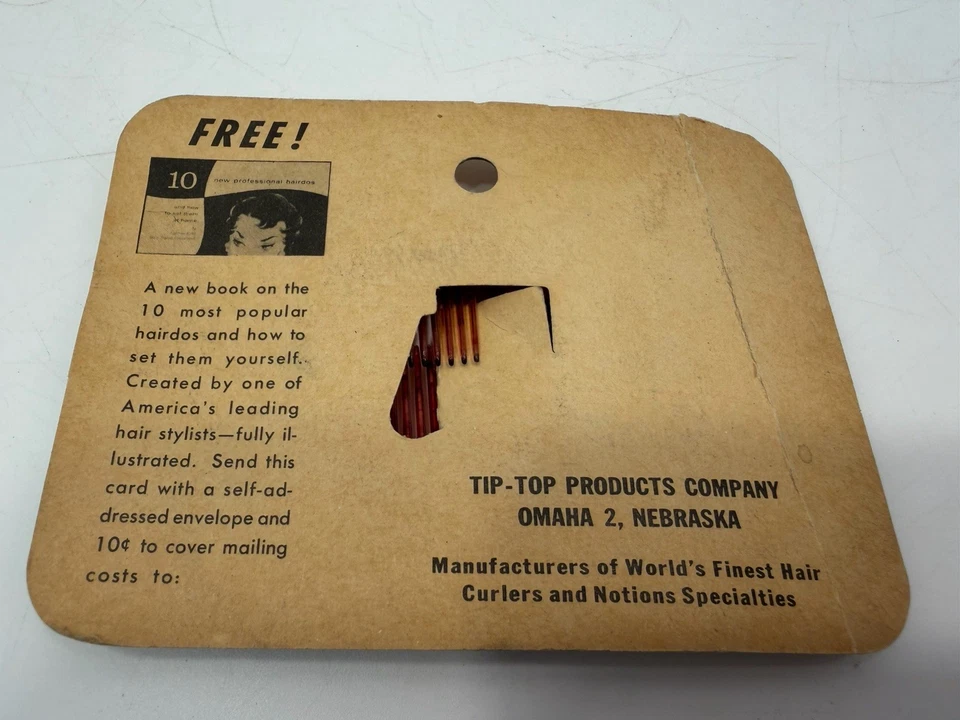 FREE!
10
new professional hairdos
A new book on the
10 most popular
hairdos and how to
set them yourself.
Created by one of
America's leading
hair stylists—fully il-
lustrated. Send this
card with a self-ad-
dressed envelope and
10¢ to cover mailing
costs to:
TIP-TOP PRODUCTS COMPANY
OMAHA 2, NEBRASKA
Manufacturers of World's Finest Hair
Curlers and Notions Specialties